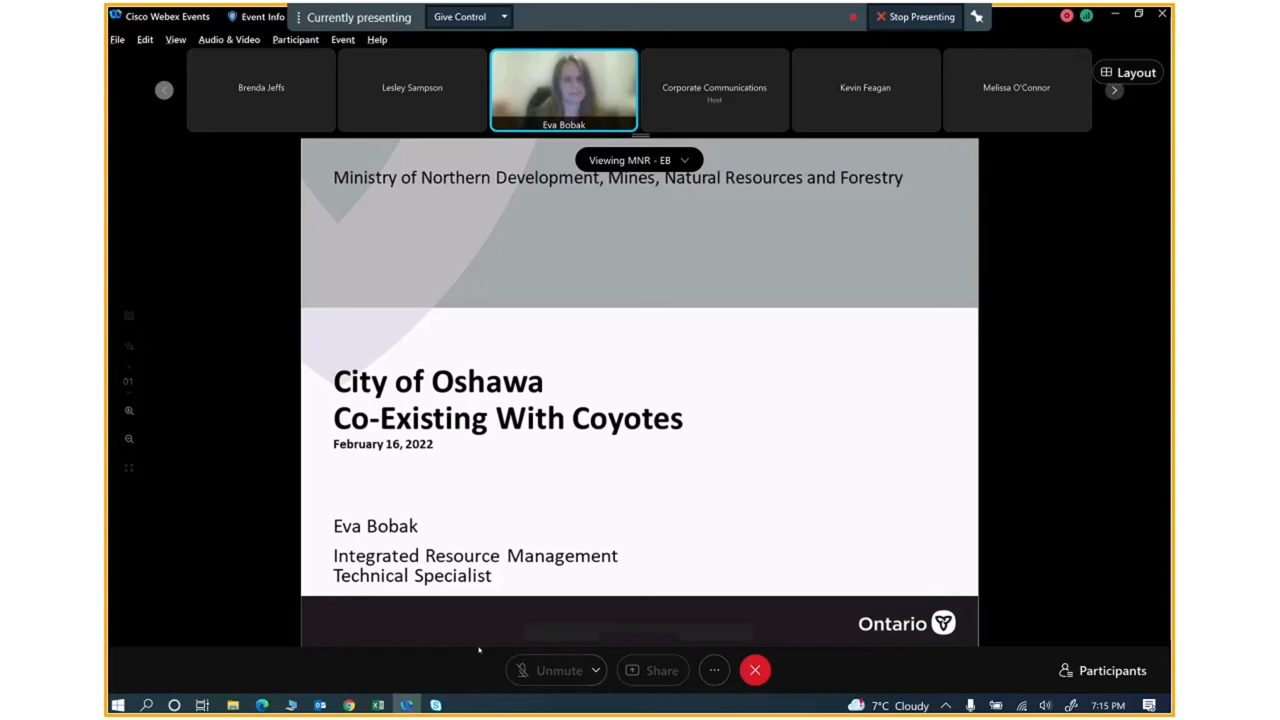 Cisco Webex Events
Event Info
Currently presenting
Give Control
Stop Presenting
File
Edit
View
Audio & Video
Participant
Event
Help
Brenda Jeffs
Lesley Sampson
Eva Bobak
Corporate Communications
Host
Kevin Feagan
Melissa O'Connor
Layout
Viewing MNR - EB
Ministry of Northern Development, Mines, Natural Resources and Forestry
01
City of Oshawa
Co-Existing With Coyotes
February 16, 2022
Eva Bobak
Integrated Resource Management
Technical Specialist
Ontario
Unmute
Share
Participants
7°C Cloudy
7:15 PM